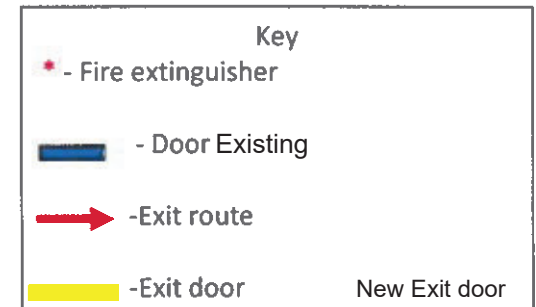 Key
* - Fire extinguisher
- Door Existing
-Exit route
-Exit door New Exit door